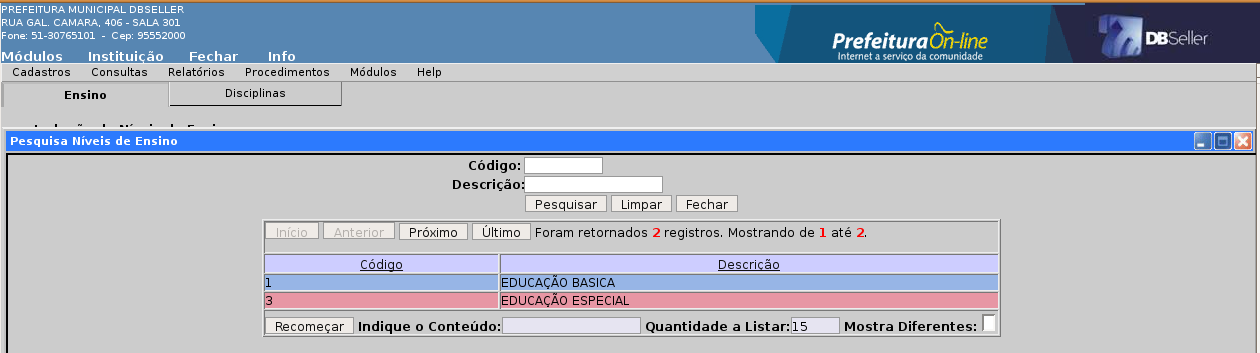 PREFEITURA MUNICIPAL DBSELLER
RUA GAL. CAMARA, 406 - SALA 301
Fone: 51-30765101 - Cep: 95552000
PrefeituraOn-line
Internet a serviço da comunidade
DBSeller
Módulos Instituição Fechar Info
Cadastros Consultas Relatórios Procedimentos Módulos Help
Ensino Disciplinas
Pesquisa Níveis de Ensino
Código:
Descrição:
Pesquisar Limpar Fechar
Início Anterior Próximo Último Foram retornados 2 registros. Mostrando de 1 até 2.
Código Descrição
1 EDUCAÇÃO BASICA
3 EDUCAÇÃO ESPECIAL
Recomeçar Indique o Conteúdo: Quantidade a Listar: 15 Mostra Diferentes: